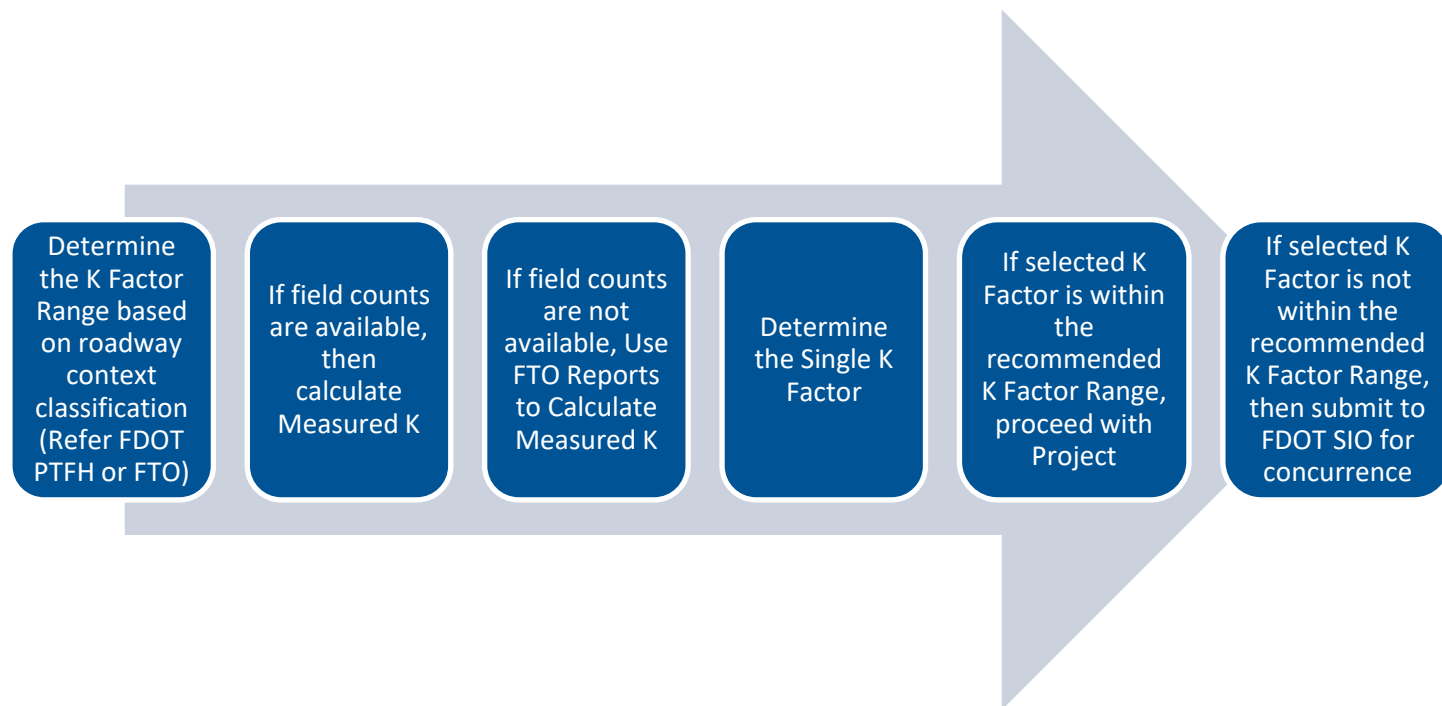 Determine
the K Factor
Range based
on roadway
context
classification
(Refer FDOT
PTFH or FTO)
If field counts
are available,
then
calculate
Measured K
If field counts
are not
available, Use
FTO Reports
to Calculate
Measured K
Determine
the Single K
Factor
If selected K
Factor is within
the
recommended
K Factor Range,
proceed with
Project
If selected K
Factor is not
within the
recommended
K Factor Range,
then submit to
FDOT SIO for
concurrence